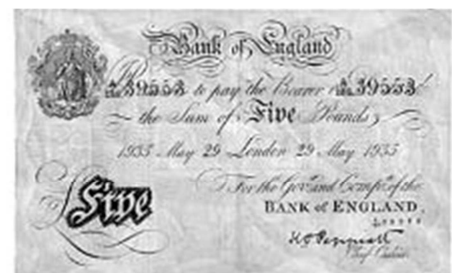 Bank of England
39553 to pay the Bearer 39553
the Sum of Five Pounds
1935 May 29 London 29 May 1935
Five
For the Gov.r and Comp.a of the
BANK of ENGLAND.
K O Peppiatt
Chief Cashier